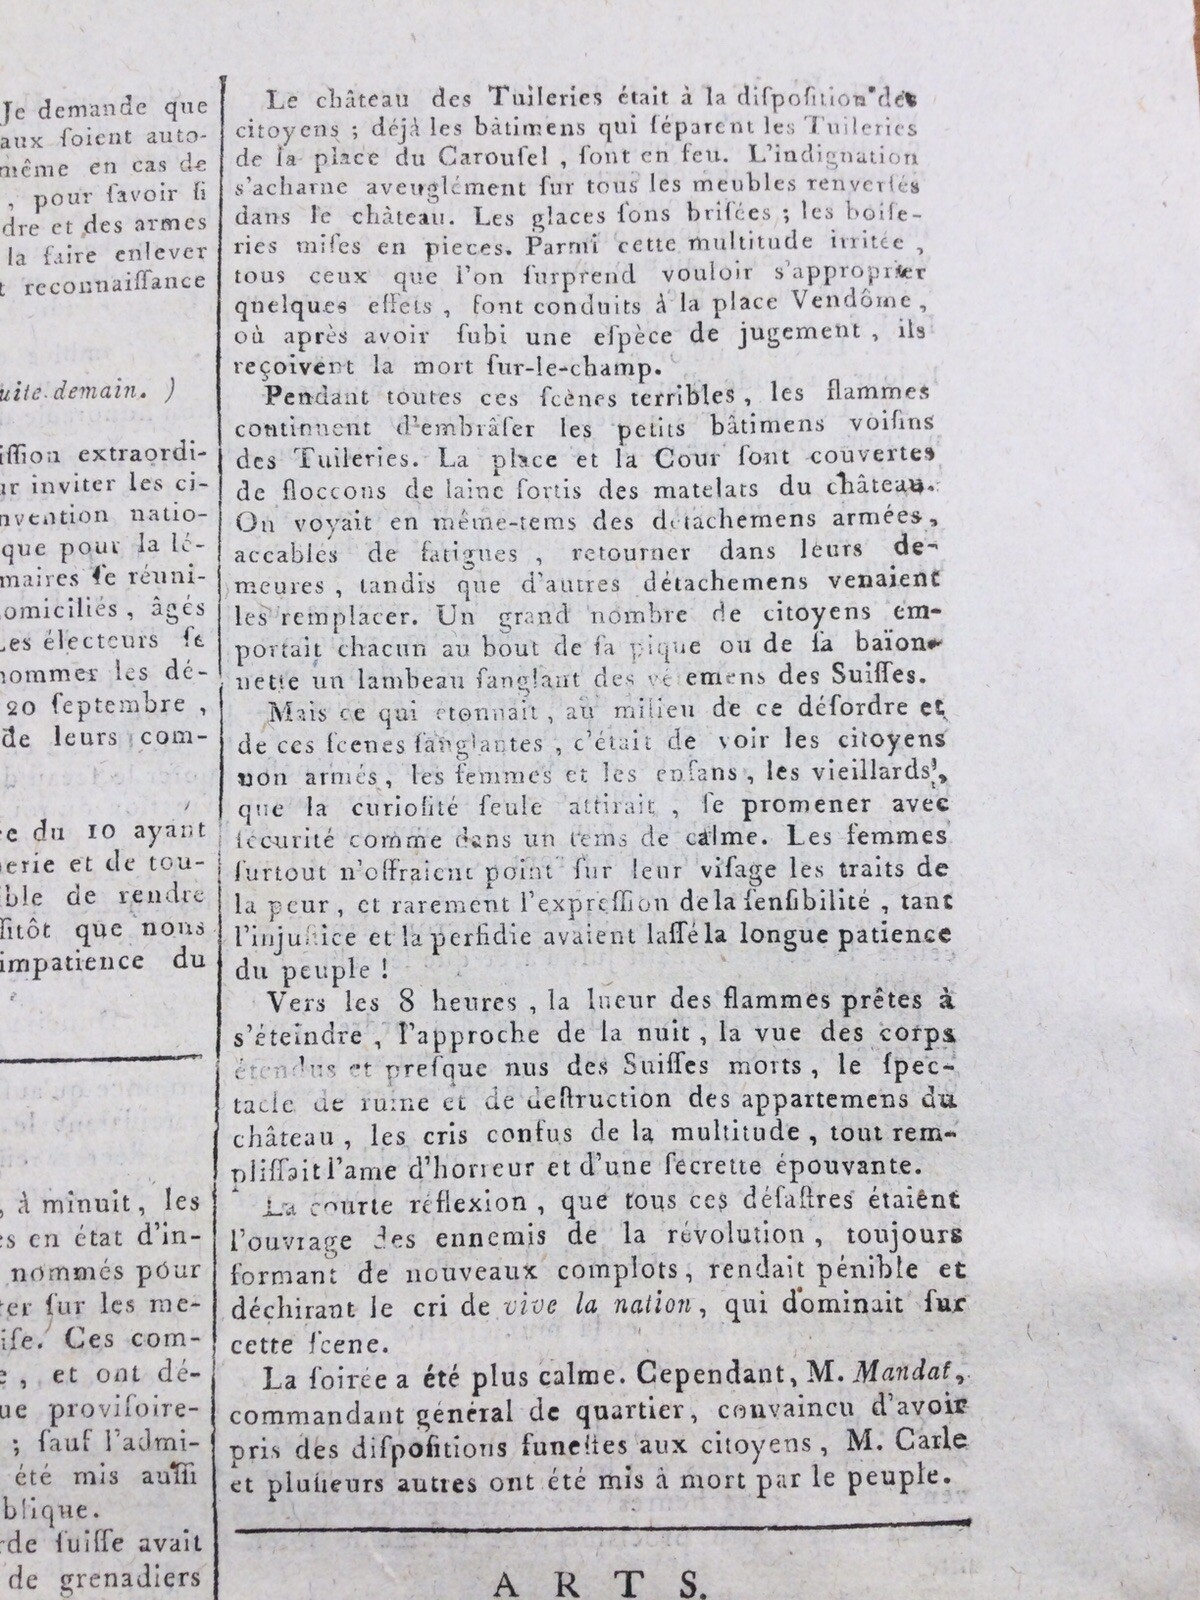 Je demande que
aux ſoient auto-
même en cas de
, pour ſavoir ſi
dre et des armes
la faire enlever
t reconnaiſſance
uite demain. )
iſſion extraordi-
ur inviter les ci-
nvention natio-
que pour la lé-
maires ſe réuni-
omiciliés, âgés
Les électeurs ſe
nommer les dé-
20 ſeptembre,
de leurs com-
e du 10 ayant
nerie et de tou-
ible de rendre
ſſitôt que nous
impatience du
, à minuit, les
es en état d'in-
nommés pour
ter ſur les me-
iſe. Ces com-
e, et ont dé-
ue proviſoire-
; ſauf l'admi-
été mis auſſi
blique.
rde ſuiſſe avait
de grenadiers
Le château des Tuileries était à la diſpoſition des
citoyens ; déjà les bâtimens qui ſéparent les Tuileries
de la place du Carouſel, ſont en feu. L'indignation
s'acharne aveuglément ſur tous les meubles renverſés
dans le château. Les glaces ſons briſées ; les boiſe-
ries miſes en pieces. Parmi cette multitude irritée,
tous ceux que l'on ſurprend vouloir s'approprier
quelques effets, ſont conduits à la place Vendôme,
où après avoir ſubi une eſpèce de jugement, ils
reçoivent la mort ſur-le-champ.
Pendant toutes ces ſcènes terribles, les flammes
continuent d'embrâſer les petits bâtimens voiſins
des Tuileries. La place et la Cour ſont couvertes
de floccons de laine ſortis des matelats du château.
On voyait en même-tems des détachemens armées,
accablés de fatigues, retourner dans leurs de-
meures, tandis que d'autres détachemens venaient
les remplacer. Un grand nombre de citoyens em-
portait chacun au bout de ſa pique ou de ſa baïon-
nette un lambeau ſanglant des vê emens des Suiſſes.
Mais ce qui étonnait, au milieu de ce déſordre et
de ces ſcenes ſanglantes, c'était de voir les citoyens
non armés, les femmes et les enfans, les vieillards,
que la curioſité ſeule attirait, ſe promener avec
ſécurité comme dans un tems de calme. Les femmes
ſurtout n'offraient point ſur leur viſage les traits de
la peur, et rarement l'expreſſion de la ſenſibilité, tant
l'injuſtice et la perfidie avaient laſſé la longue patience
du peuple !
Vers les 8 heures, la lueur des flammes prêtes à
s'éteindre, l'approche de la nuit, la vue des corps
étendus et preſque nus des Suiſſes morts, le ſpec-
tacle de ruine et de deſtruction des appartemens du
château, les cris confus de la multitude, tout rem-
pliſſait l'ame d'horreur et d'une ſecrette épouvante.
La courte réflexion, que tous ces déſaſtres étaient
l'ouvrage des ennemis de la révolution, toujours
formant de nouveaux complots, rendait pénible et
déchirant le cri de vive la nation, qui dominait ſur
cette ſcene.
La ſoirée a été plus calme. Cependant, M. Mandat,
commandant général de quartier, convaincu d'avoir
pris des diſpoſitions funeſtes aux citoyens, M. Carle
et pluſieurs autres ont été mis à mort par le peuple.
ARTS.